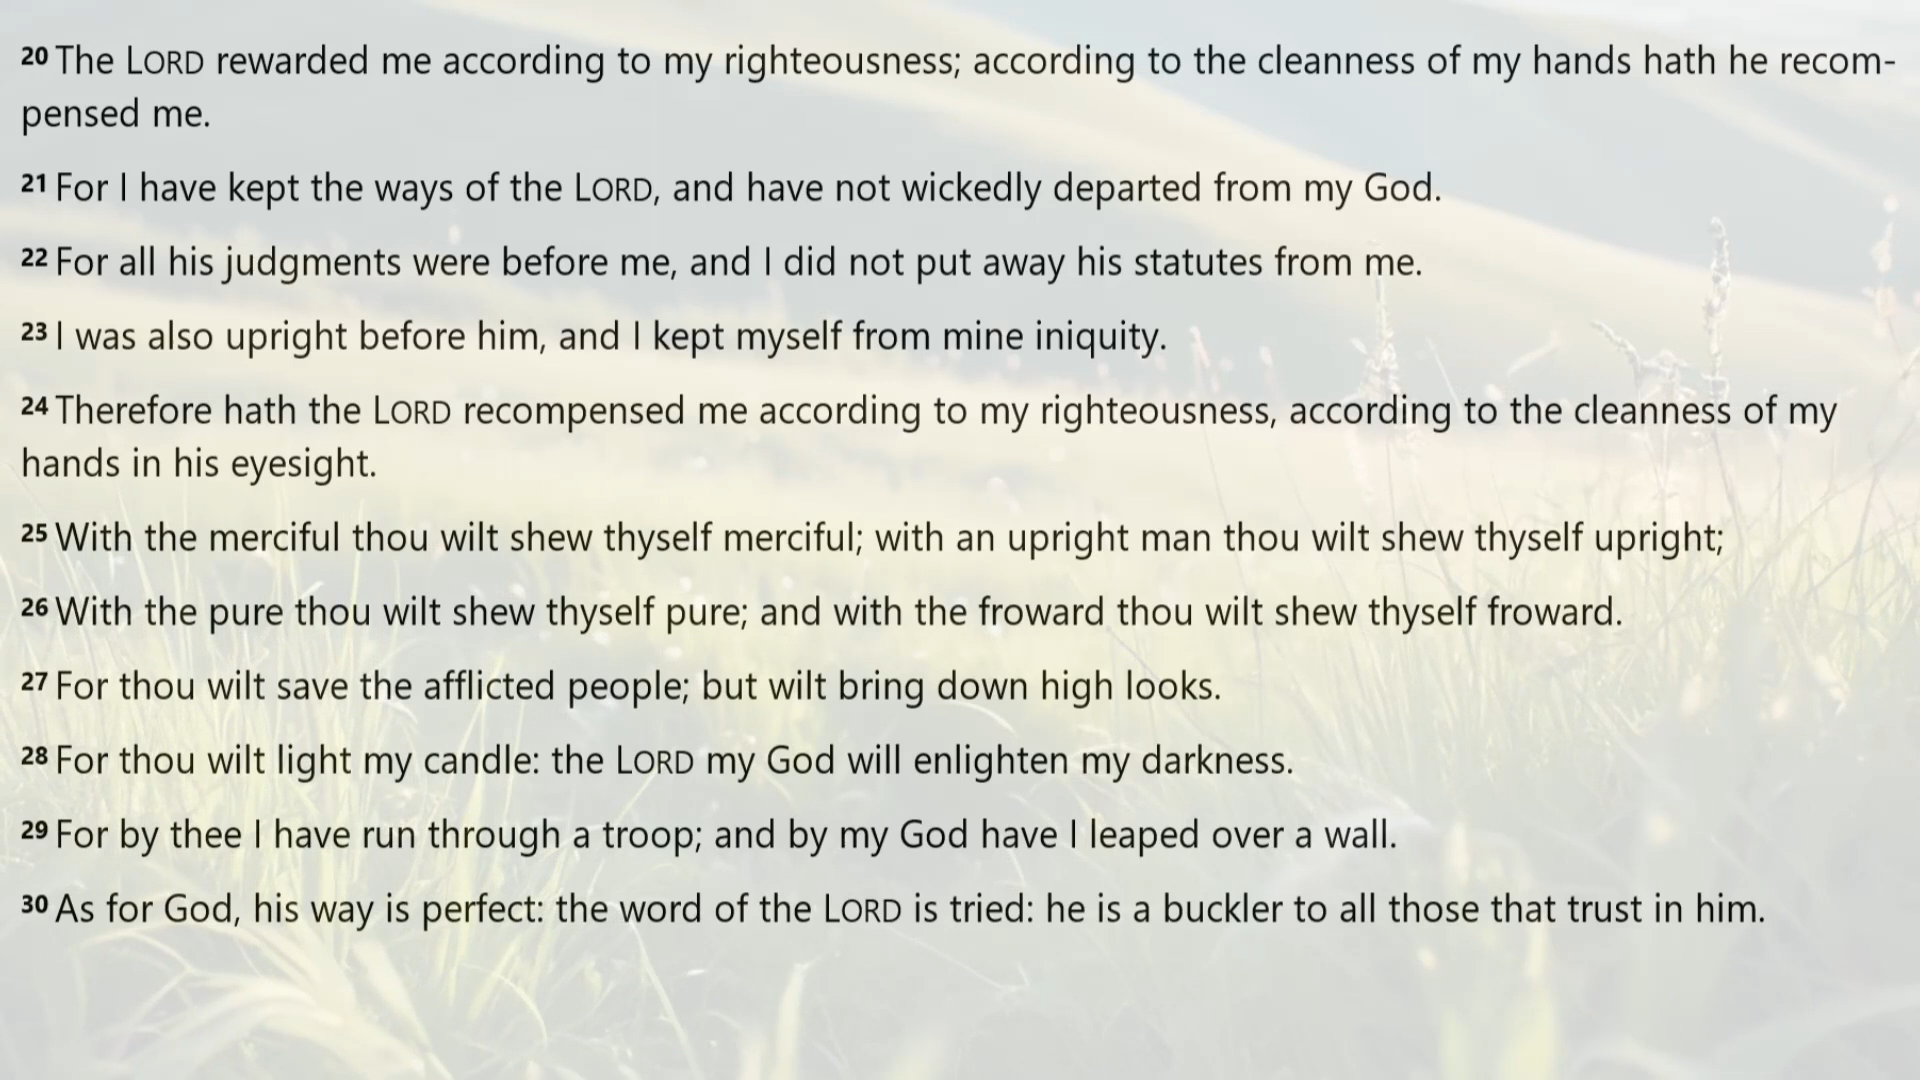 20 The LORD rewarded me according to my righteousness; according to the cleanness of my hands hath he recom-
pensed me.
21 For I have kept the ways of the LORD, and have not wickedly departed from my God.
22 For all his judgments were before me, and I did not put away his statutes from me.
23 I was also upright before him, and I kept myself from mine iniquity.
24 Therefore hath the LORD recompensed me according to my righteousness, according to the cleanness of my
hands in his eyesight.
25 With the merciful thou wilt shew thyself merciful; with an upright man thou wilt shew thyself upright;
26 With the pure thou wilt shew thyself pure; and with the froward thou wilt shew thyself froward.
27 For thou wilt save the afflicted people; but wilt bring down high looks.
28 For thou wilt light my candle: the LORD my God will enlighten my darkness.
29 For by thee I have run through a troop; and by my God have I leaped over a wall.
30 As for God, his way is perfect: the word of the LORD is tried: he is a buckler to all those that trust in him.